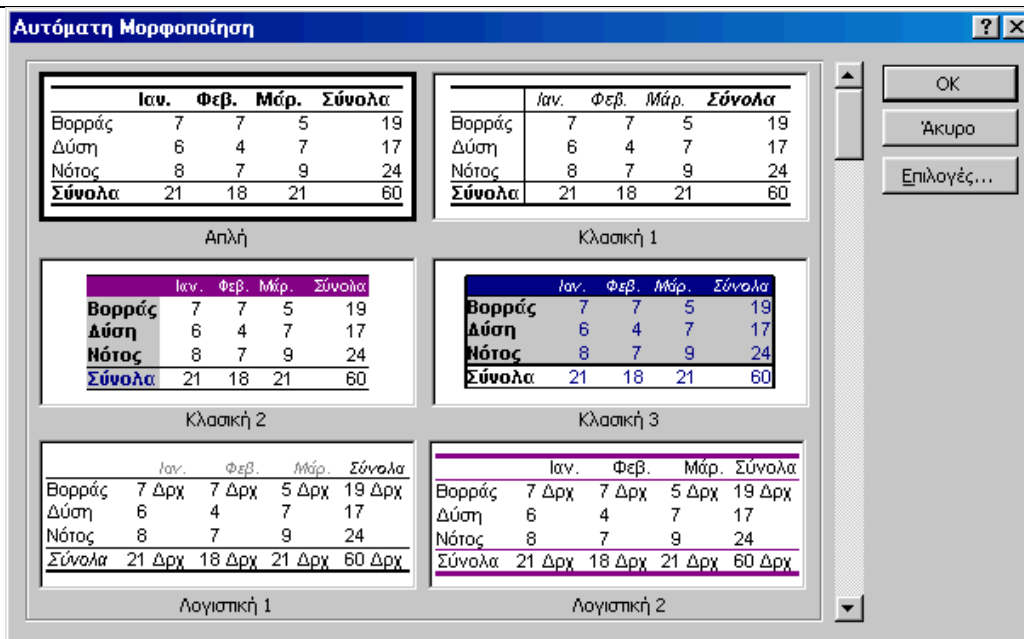 Αυτόματη Μορφοποίηση
Ιαν. Φεβ. Μάρ. Σύνολα
Βορράς 7 7 5 19
Δύση 6 4 7 17
Νότος 8 7 9 24
Σύνολα 21 18 21 60
Απλή
Ιαν. Φεβ. Μάρ. Σύνολα
Βορράς 7 7 5 19
Δύση 6 4 7 17
Νότος 8 7 9 24
Σύνολα 21 18 21 60
Κλασική 1
Ιαν. Φεβ. Μάρ. Σύνολα
Βορράς 7 7 5 19
Δύση 6 4 7 17
Νότος 8 7 9 24
Σύνολα 21 18 21 60
Κλασική 2
Ιαν. Φεβ. Μάρ. Σύνολα
Βορράς 7 7 5 19
Δύση 6 4 7 17
Νότος 8 7 9 24
Σύνολα 21 18 21 60
Κλασική 3
Ιαν. Φεβ. Μάρ. Σύνολα
Βορράς 7 Δρχ 7 Δρχ 5 Δρχ 19 Δρχ
Δύση 6 4 7 17
Νότος 8 7 9 24
Σύνολα 21 Δρχ 18 Δρχ 21 Δρχ 60 Δρχ
Λογιστική 1
Ιαν. Φεβ. Μάρ. Σύνολα
Βορράς 7 Δρχ 7 Δρχ 5 Δρχ 19 Δρχ
Δύση 6 4 7 17
Νότος 8 7 9 24
Σύνολα 21 Δρχ 18 Δρχ 21 Δρχ 60 Δρχ
Λογιστική 2
OK
Άκυρο
Επιλογές...